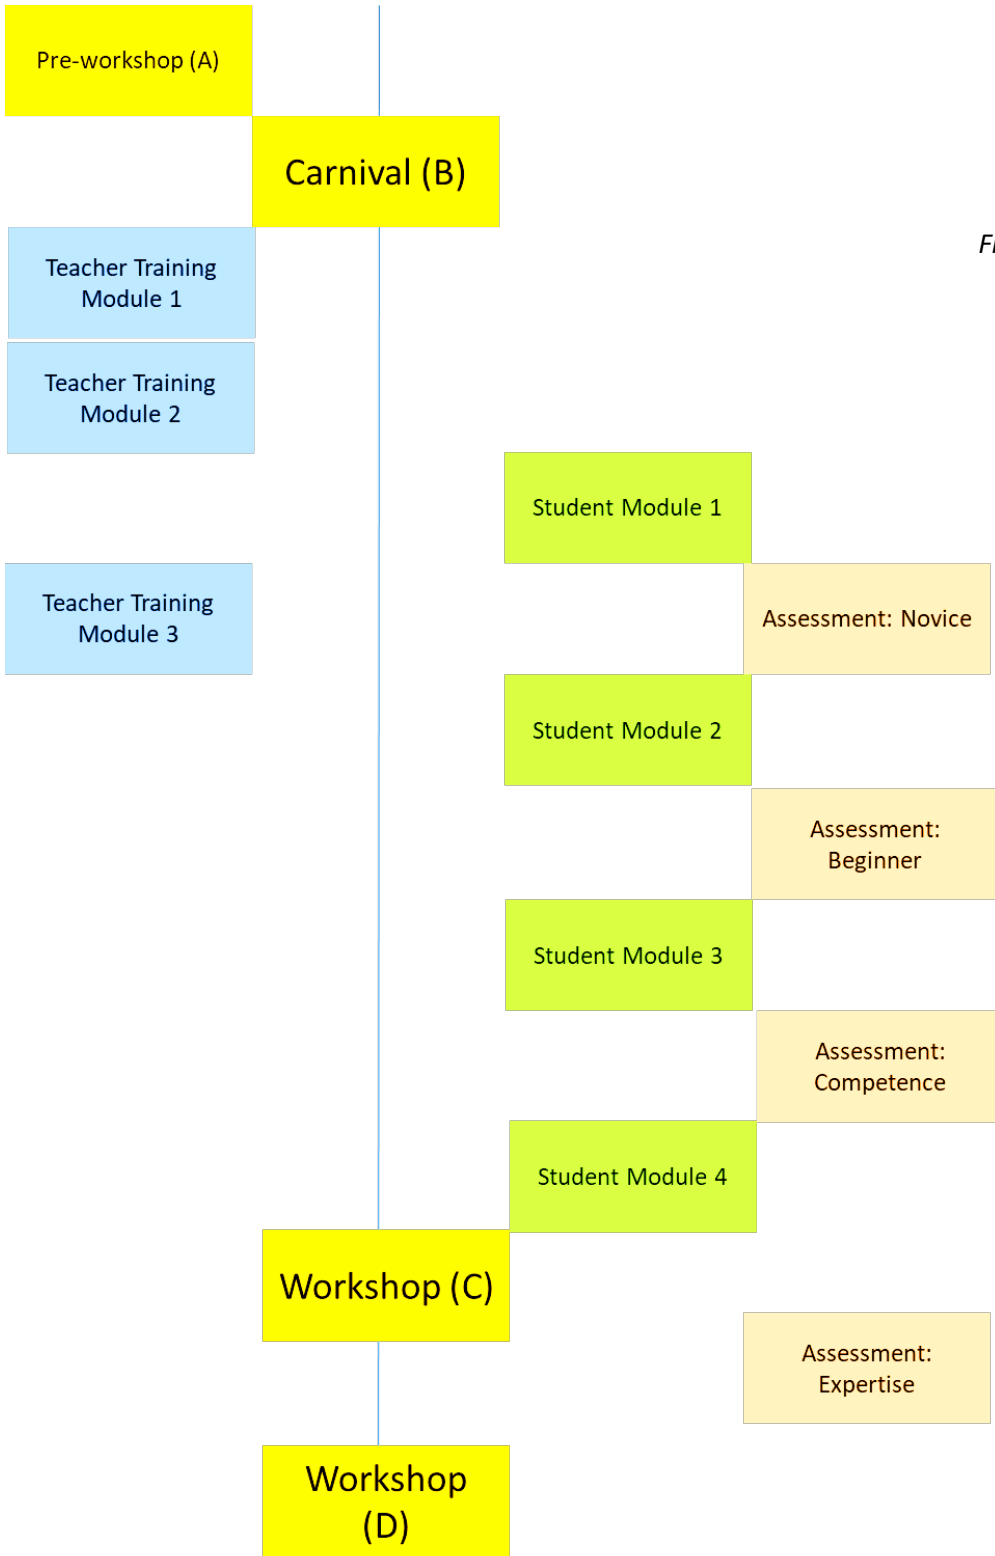 Pre-workshop (A)
Carnival (B)
Teacher Training
Module 1
Teacher Training
Module 2
Student Module 1
Teacher Training
Module 3
Assessment: Novice
Student Module 2
Assessment:
Beginner
Student Module 3
Assessment:
Competence
Student Module 4
Workshop (C)
Assessment:
Expertise
Workshop
(D)